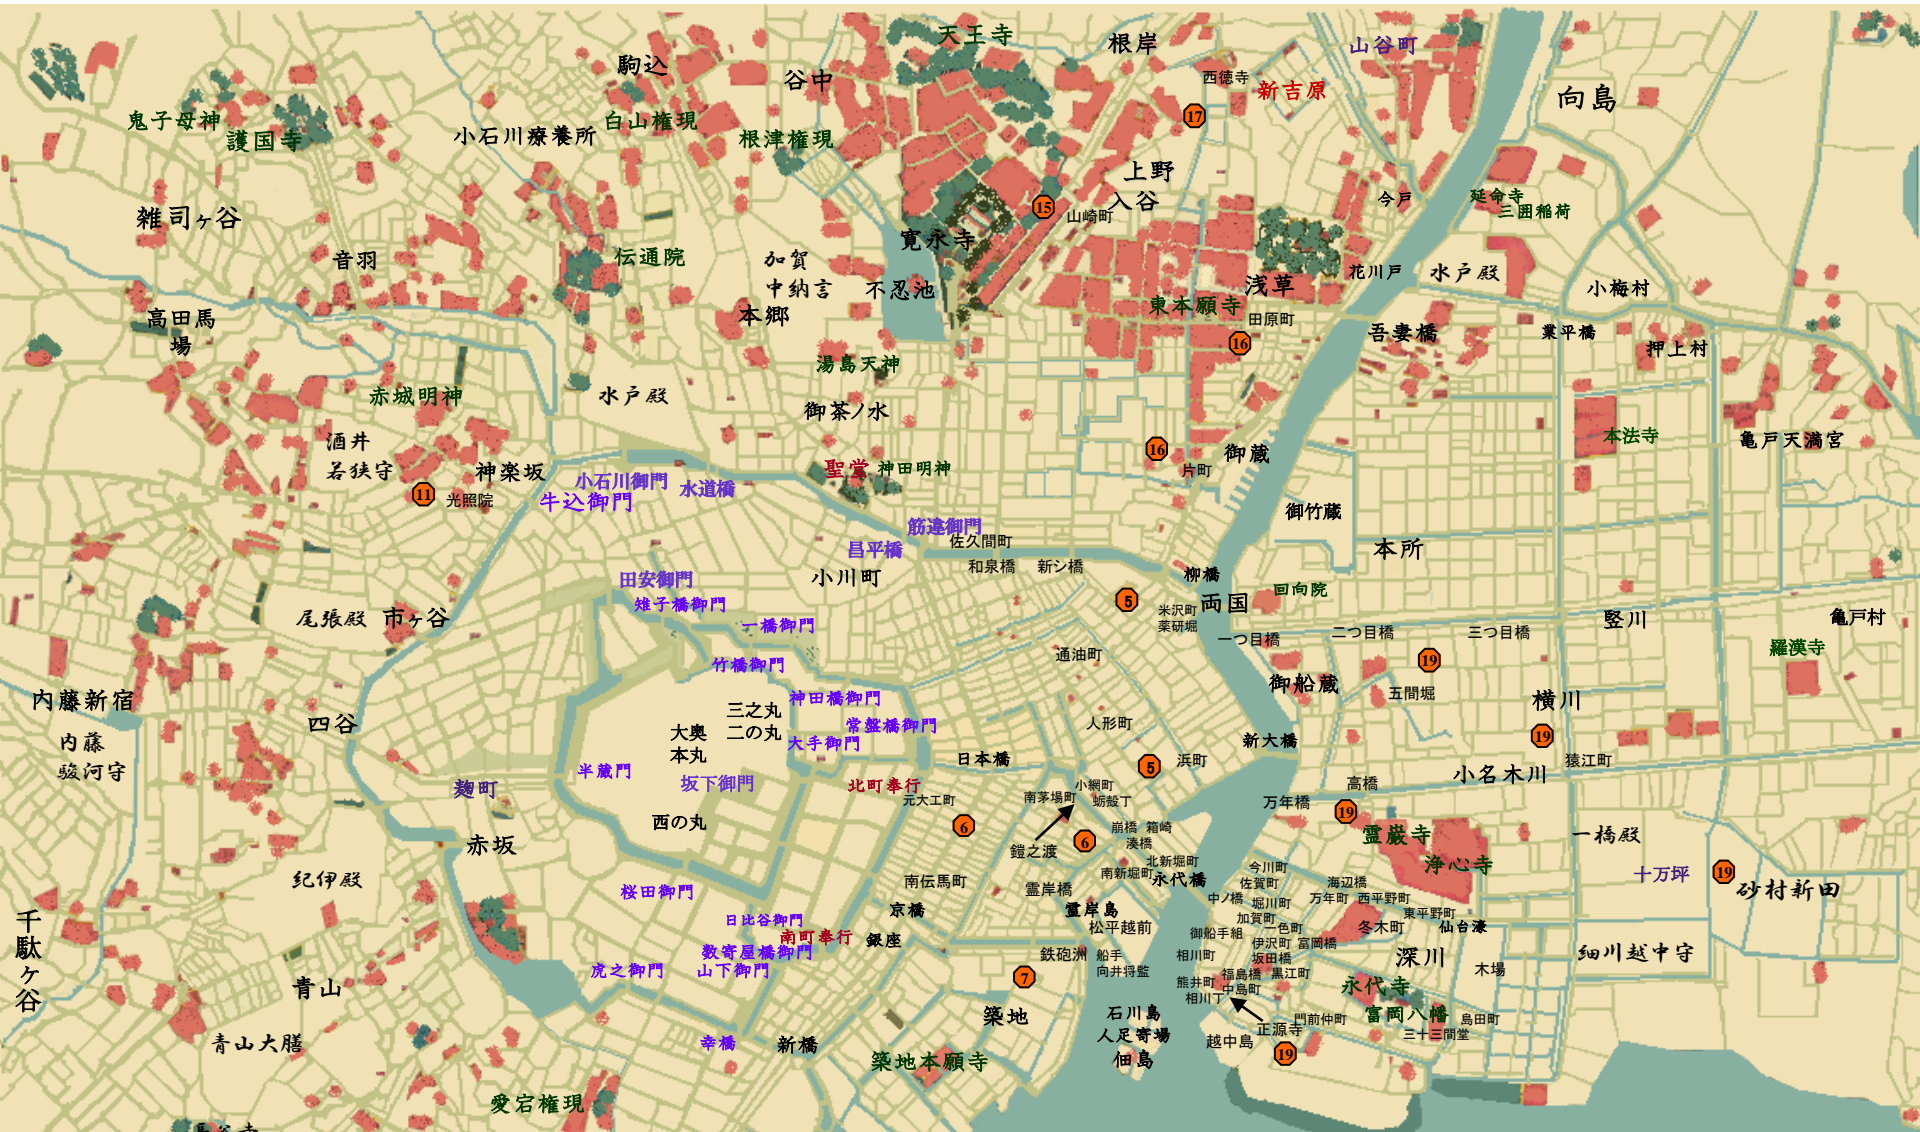 天王寺
根岸
山谷町
駒込
谷中
西徳寺
新吉原
向島
17
鬼子母神
護国寺
小石川療養所
白山権現
根津権現
上野
入谷
今戸
延命寺
三囲稲荷
15
山崎町
雑司ヶ谷
音羽
伝通院
寛永寺
加賀
中納言
不忍池
本郷
浅草
花川戸
水戸殿
小梅村
東本願寺
田原町
16
吾妻橋
業平橋
押上村
高田馬
場
湯島天神
赤城明神
水戸殿
御茶ノ水
酒井
若狭守
神楽坂
聖堂
神田明神
16
片町
御蔵
本法寺
亀戸天満宮
11
光照院
小石川御門
牛込御門
水道橋
御竹蔵
筋違御門
昌平橋
佐久間町
和泉橋
新シ橋
本所
小川町
柳橋
田安御門
雉子橋御門
5
米沢町
薬研堀
両国
回向院
尾張殿
市ヶ谷
一橋御門
一つ目橋
二つ目橋
三つ目橋
竪川
亀戸村
竹橋御門
通油町
19
羅漢寺
内藤新宿
四谷
神田橋御門
御船蔵
五間堀
横川
三之丸
二の丸
大奥
本丸
常盤橋御門
大手御門
人形町
新大橋
19
内藤
駿河守
半蔵門
日本橋
5
浜町
猿江町
麹町
坂下御門
北町奉行
元大工町
小網町
南茅場町
蛎殻丁
高橋
小名木川
万年橋
19
西の丸
6
6
崩橋
箱崎
湊橋
鎧之渡
霊巌寺
一橋殿
赤坂
浄心寺
紀伊殿
南伝馬町
北新堀町
南新堀町
永代橋
今川町
佐賀町
海辺橋
十万坪
19
砂村新田
桜田御門
霊岸橋
中ノ橋
堀川町
万年町
西平野町
京橋
霊岸島
加賀町
東平野町
日比谷御門
松平越前
一色町
冬木町
仙台濠
千駄ヶ谷
南町奉行
銀座
御船手組
伊沢町
富岡橋
数寄屋橋御門
鉄砲洲
船手
相川町
坂田橋
深川
細川越中守
虎之御門
山下御門
7
向井将監
福島橋
黒江町
木場
青山
熊井町
中島町
永代寺
相川丁
築地
石川島
人足寄場
佃島
富岡八幡
島田町
門前仲町
正源寺
三十三間堂
越中島
19
青山大膳
幸橋
新橋
築地本願寺
愛宕権現